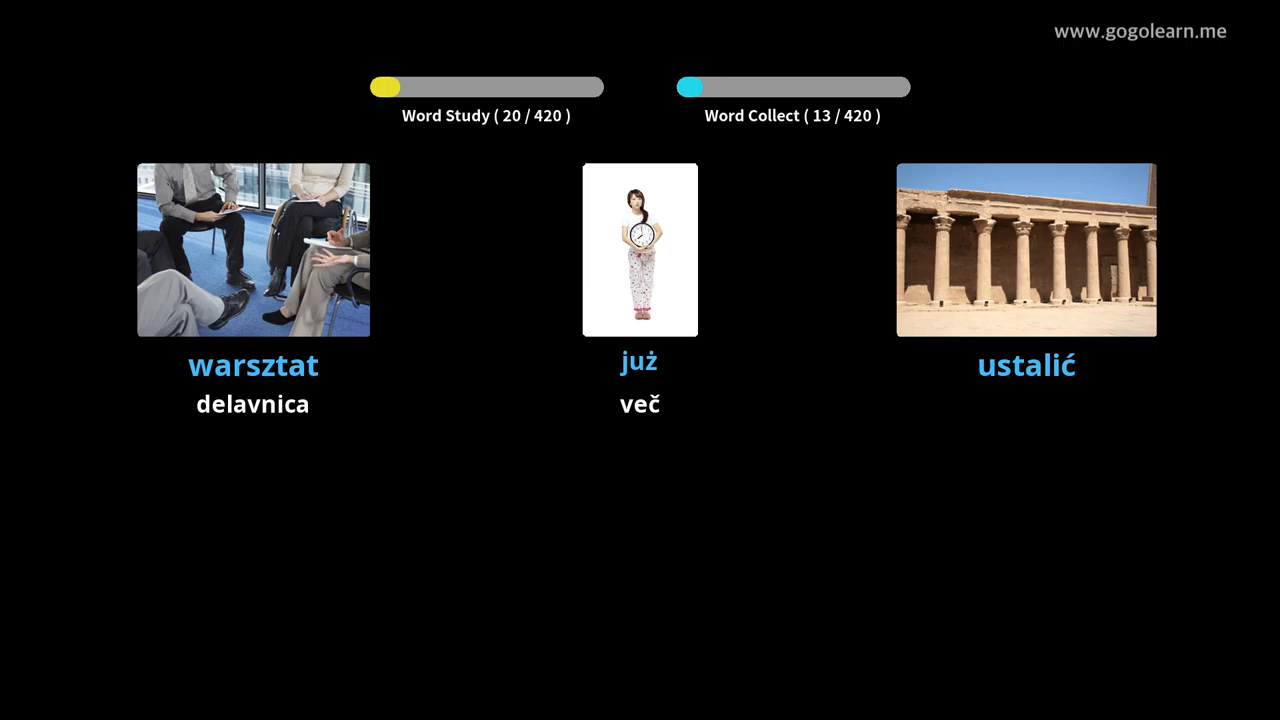 www.gogolearn.me
Word Study ( 20 / 420 )
Word Collect ( 13 / 420 )
warsztat
delavnica
już
več
ustalić